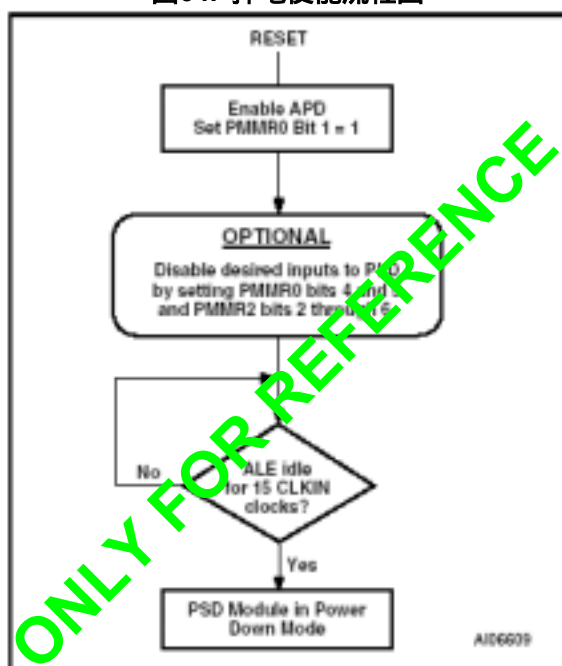 RESET
Enable APD
Set PMMR0 Bit 1 = 1
OPTIONAL
Disable desired inputs to
by setting PMMR0 bits 4 and
and PMMR2 bits 2 through 6
No
ALE idle
for 15 CLKIN
clocks?
Yes
PSD Module in Power
Down Mode
AI06609
ONLY FOR REFERENCE